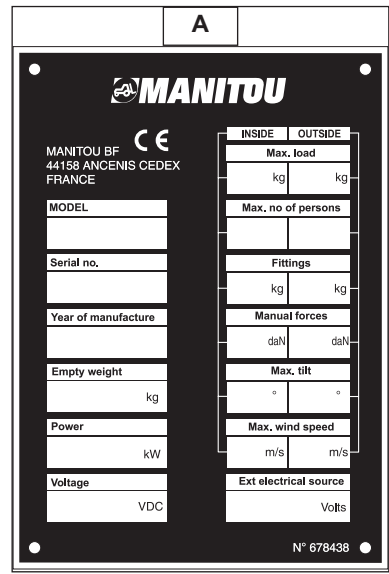 A
MANITOU
CE
MANITOU BF
44158 ANCENIS CEDEX
FRANCE
MODEL
Serial no.
Year of manufacture
Empty weight
kg
Power
kW
Voltage
VDC
INSIDE OUTSIDE
Max. load
kg kg
Max. no of persons
Fittings
kg kg
Manual forces
daN daN
Max. tilt
° °
Max. wind speed
m/s m/s
Ext electrical source
Volts
N° 678438